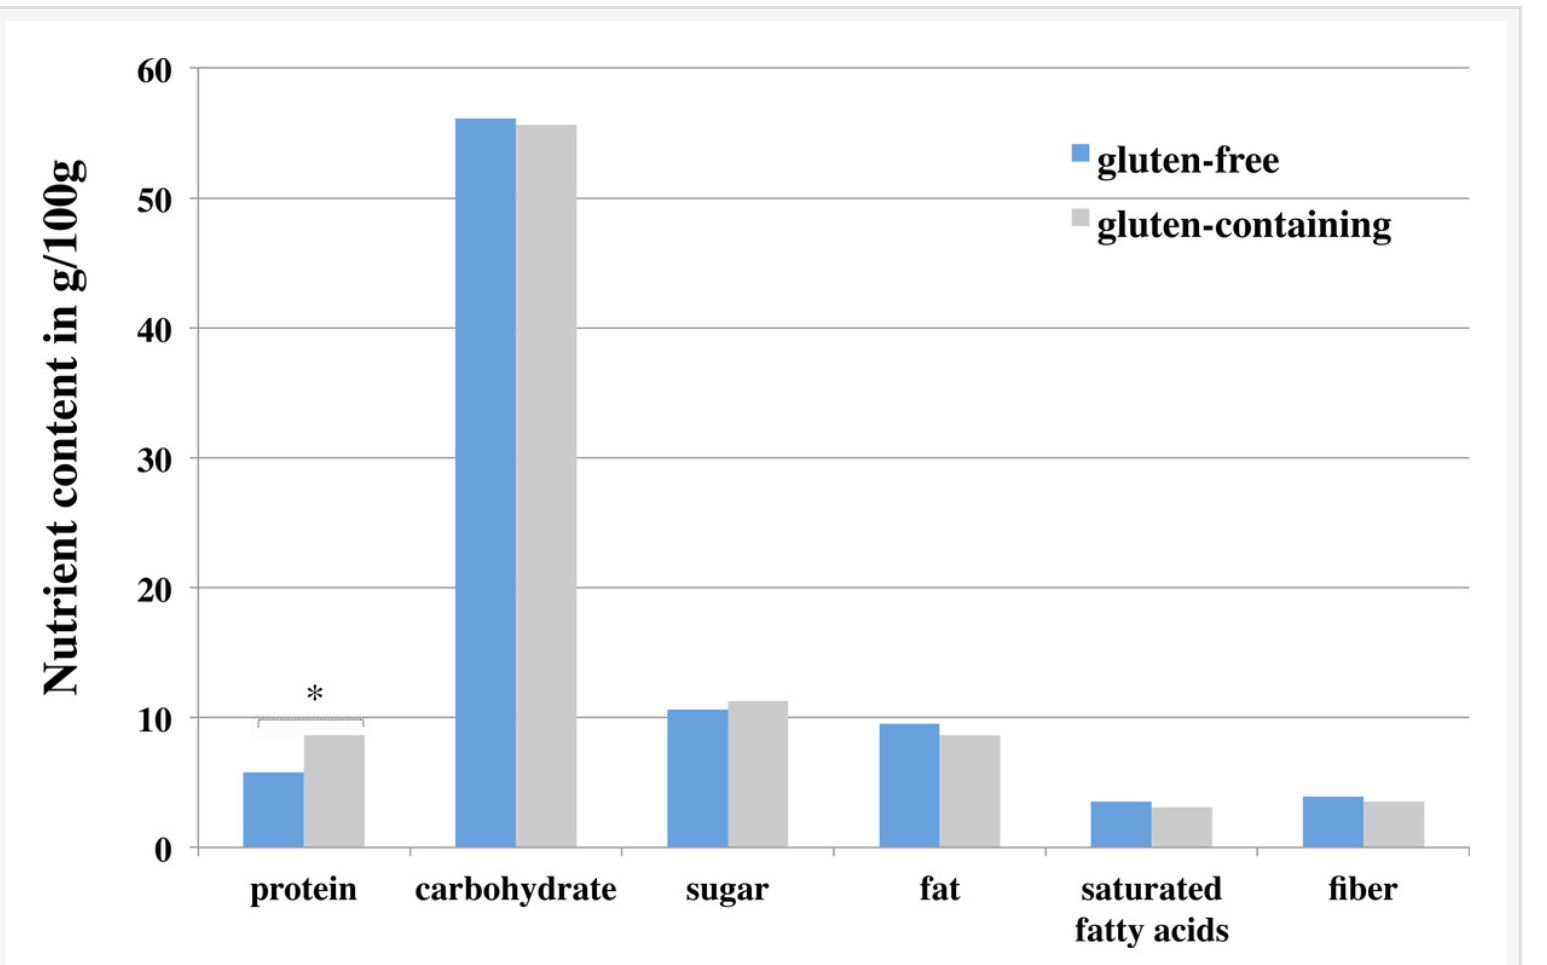 Nutrient content in g/100g
60
50
40
30
20
10
0
*
gluten-free
gluten-containing
protein
carbohydrate
sugar
fat
saturated
fatty acids
fiber